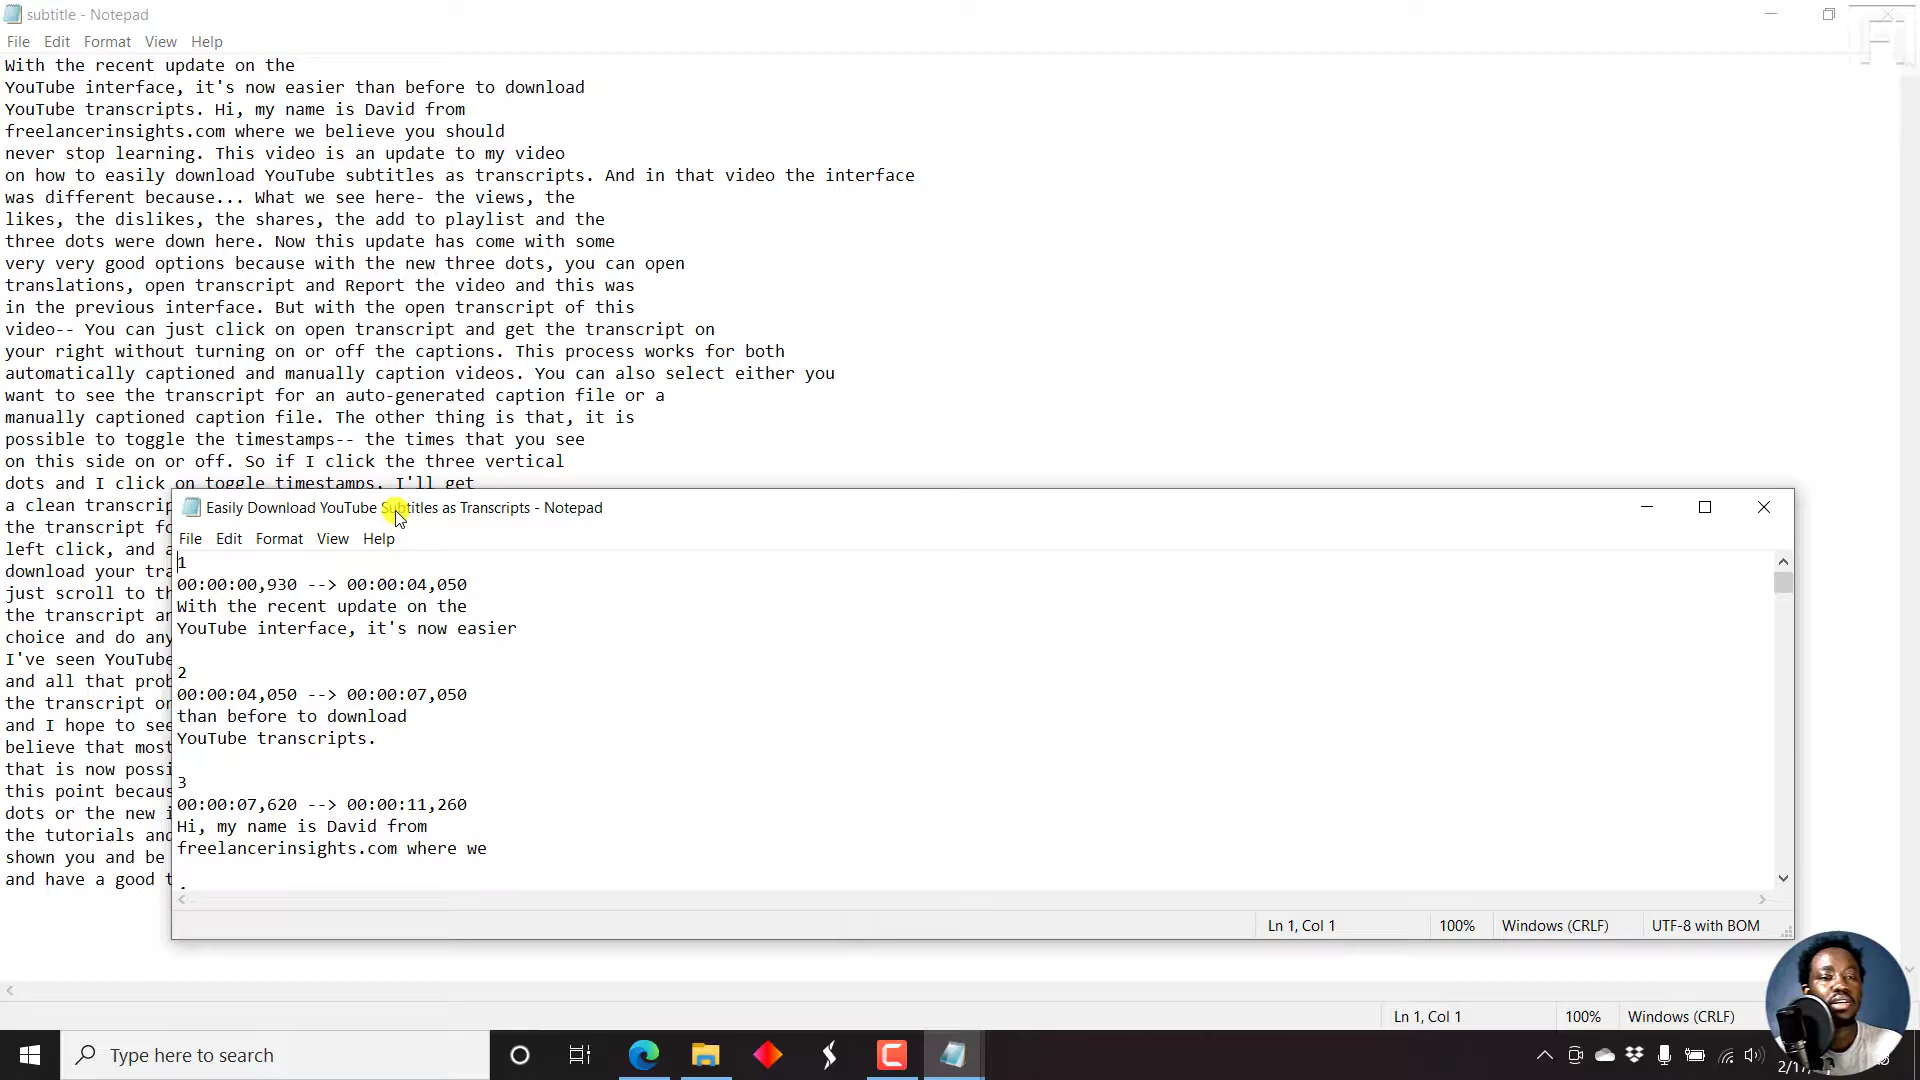 subtitle - Notepad
File Edit Format View Help
With the recent update on the
YouTube interface, it's now easier than before to download
YouTube transcripts. Hi, my name is David from
freelancerinsights.com where we believe you should
never stop learning. This video is an update to my video
on how to easily download YouTube subtitles as transcripts. And in that video the interface
was different because... What we see here- the views, the
likes, the dislikes, the shares, the add to playlist and the
three dots were down here. Now this update has come with some
very very good options because with the new three dots, you can open
translations, open transcript and Report the video and this was
in the previous interface. But with the open transcript of this
video-- You can just click on open transcript and get the transcript on
your right without turning on or off the captions. This process works for both
automatically captioned and manually caption videos. You can also select either you
want to see the transcript for an auto-generated caption file or a
manually captioned caption file. The other thing is that, it is
possible to toggle the timestamps-- the times that you see
on this side on or off. So if I click the three vertical
dots and I click on toggle timestamps. I'll get
a clean transcrip
the transcript fo
left click, and a
download your tra
just scroll to th
the transcript an
choice and do any
I've seen YouTube
and all that prob
the transcript or
and I hope to see
believe that most
that is now possi
this point becaus
dots or the new i
the tutorials and
shown you and be
and have a good t
Easily Download YouTube Subtitles as Transcripts - Notepad
File Edit Format View Help
1
00:00:00,930 --> 00:00:04,050
With the recent update on the
YouTube interface, it's now easier
2
00:00:04,050 --> 00:00:07,050
than before to download
YouTube transcripts.
3
00:00:07,620 --> 00:00:11,260
Hi, my name is David from
freelancerinsights.com where we
Ln 1, Col 1 100% Windows (CRLF) UTF-8 with BOM
Ln 1, Col 1 100% Windows (CRLF)
Type here to search